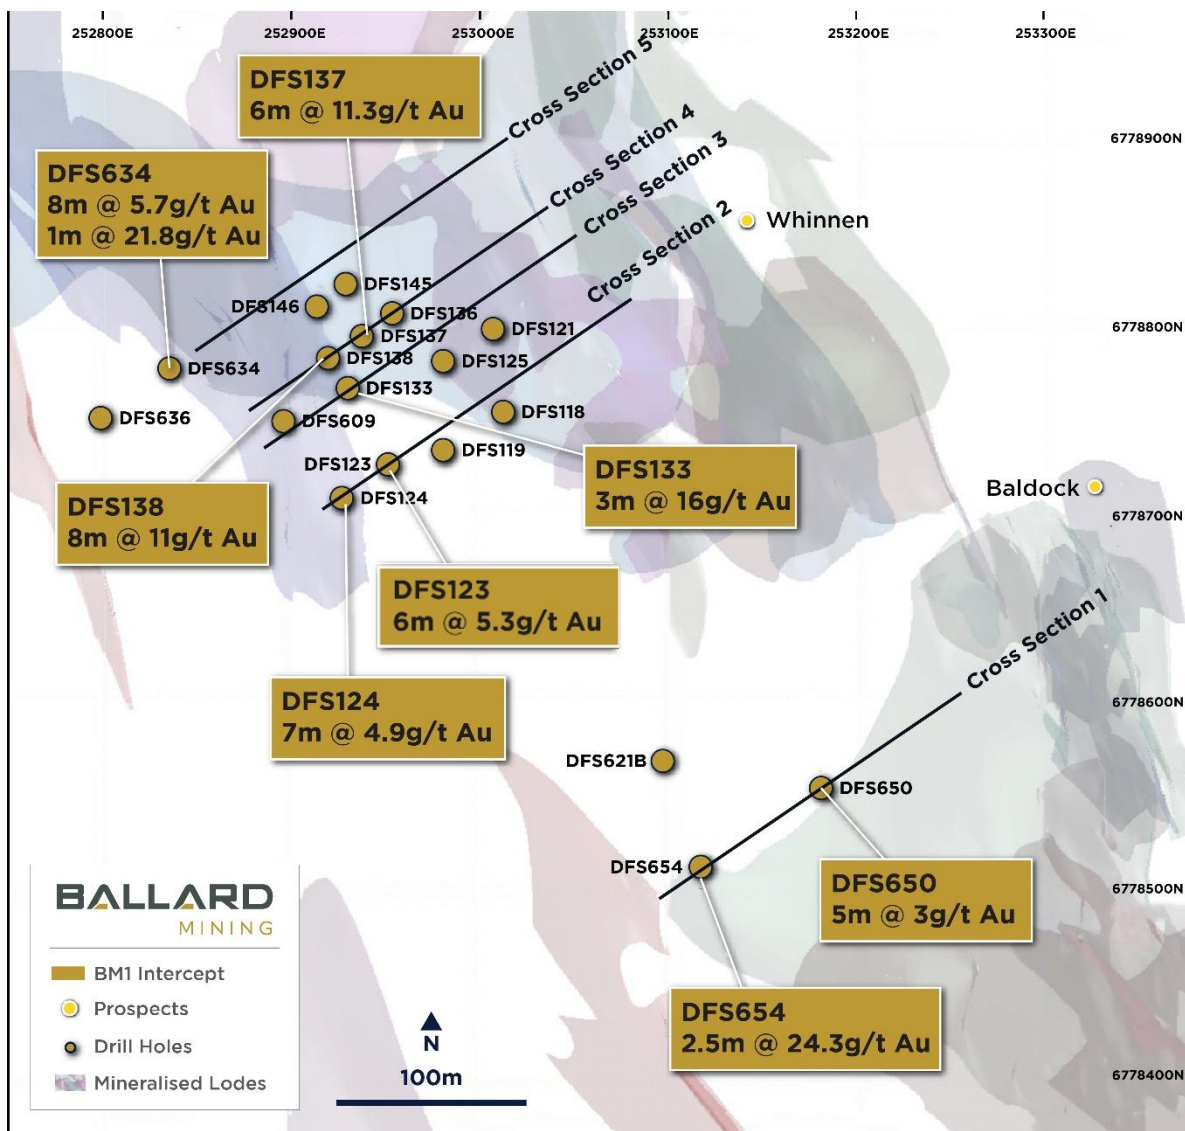 252800E
252900E
253000E
253100E
253200E
253300E
Cross Section 5
DFS137
6m @ 11.3g/t Au
Cross Section 4
Cross Section 3
6778900N
DFS634
8m @ 5.7g/t Au
1m @ 21.8g/t Au
Cross Section 2
Whinnen
DFS145
DFS146
DFS136
DFS121
6778800N
DFS137
DFS138
DFS125
DFS634
DFS133
DFS636
DFS609
DFS118
DFS119
DFS123
DFS124
DFS133
3m @ 16g/t Au
Baldock
DFS138
8m @ 11g/t Au
6778700N
DFS123
6m @ 5.3g/t Au
Cross Section 1
DFS124
7m @ 4.9g/t Au
6778600N
DFS621B
DFS650
DFS654
DFS650
5m @ 3g/t Au
6778500N
BALLARD
MINING
BM1 Intercept
Prospects
Drill Holes
Mineralised Lodes
N
100m
DFS654
2.5m @ 24.3g/t Au
6778400N